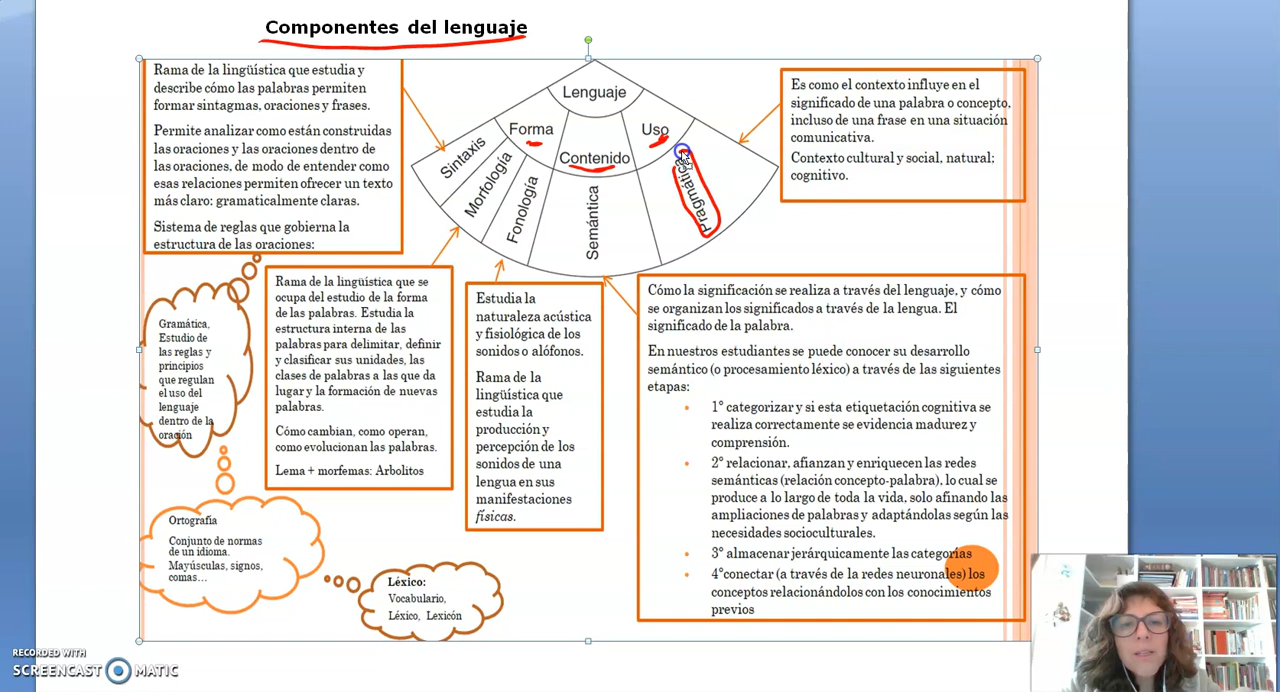 Componentes del lenguaje
Rama de la lingüística que estudia y
describe cómo las palabras permiten
formar sintagmas, oraciones y frases.
Permite analizar como están construidas
las oraciones y las oraciones dentro de
las oraciones, de modo de entender como
esas relaciones permiten ofrecer un texto
más claro: gramaticalmente claras.
Sistema de reglas que gobierna la
estructura de las oraciones:
Lenguaje
Forma
Uso
Contenido
Sintaxis
Morfología
Fonología
Semántica
Pragmática
Es como el contexto influye en el
significado de una palabra o concepto,
incluso de una frase en una situación
comunicativa.
Contexto cultural y social, natural;
cognitivo.
Gramática,
Estudio de
las reglas y
principios
que regulan
el uso del
lenguaje
dentro de la
oración
Rama de la lingüística que se
ocupa del estudio de la forma
de las palabras. Estudia la
estructura interna de las
palabras para delimitar, definir
y clasificar sus unidades, las
clases de palabras a las que da
lugar y la formación de nuevas
palabras.
Cómo cambian, como operan,
como evolucionan las palabras.
Lema + morfemas: Arbolitos
Estudia la
naturaleza acústica
y fisiológica de los
sonidos o alófonos.
Rama de la
lingüística que
estudia la
producción y
percepción de los
sonidos de una
lengua en sus
manifestaciones
físicas.
Cómo la significación se realiza a través del lenguaje, y cómo
se organizan los significados a través de la lengua. El
significado de la palabra.
En nuestros estudiantes se puede conocer su desarrollo
semántico (o procesamiento léxico) a través de las siguientes
etapas:
• 1° categorizar y si esta etiquetación cognitiva se
realiza correctamente se evidencia madurez y
comprensión.
• 2° relacionar, afianzan y enriquecen las redes
semánticas (relación concepto-palabra), lo cual se
produce a lo largo de toda la vida, solo afinando las
ampliaciones de palabras y adaptándolas según las
necesidades socioculturales.
• 3° almacenar jerárquicamente las categorías
• 4°conectar (a través de la redes neuronales) los
conceptos relacionándolos con los conocimientos
previos
Ortografía
Conjunto de normas
de un idioma.
Mayúsculas, signos,
comas…
Léxico:
Vocabulario,
Léxico, Lexicón
RECORDED WITH
SCREENCAST MATIC